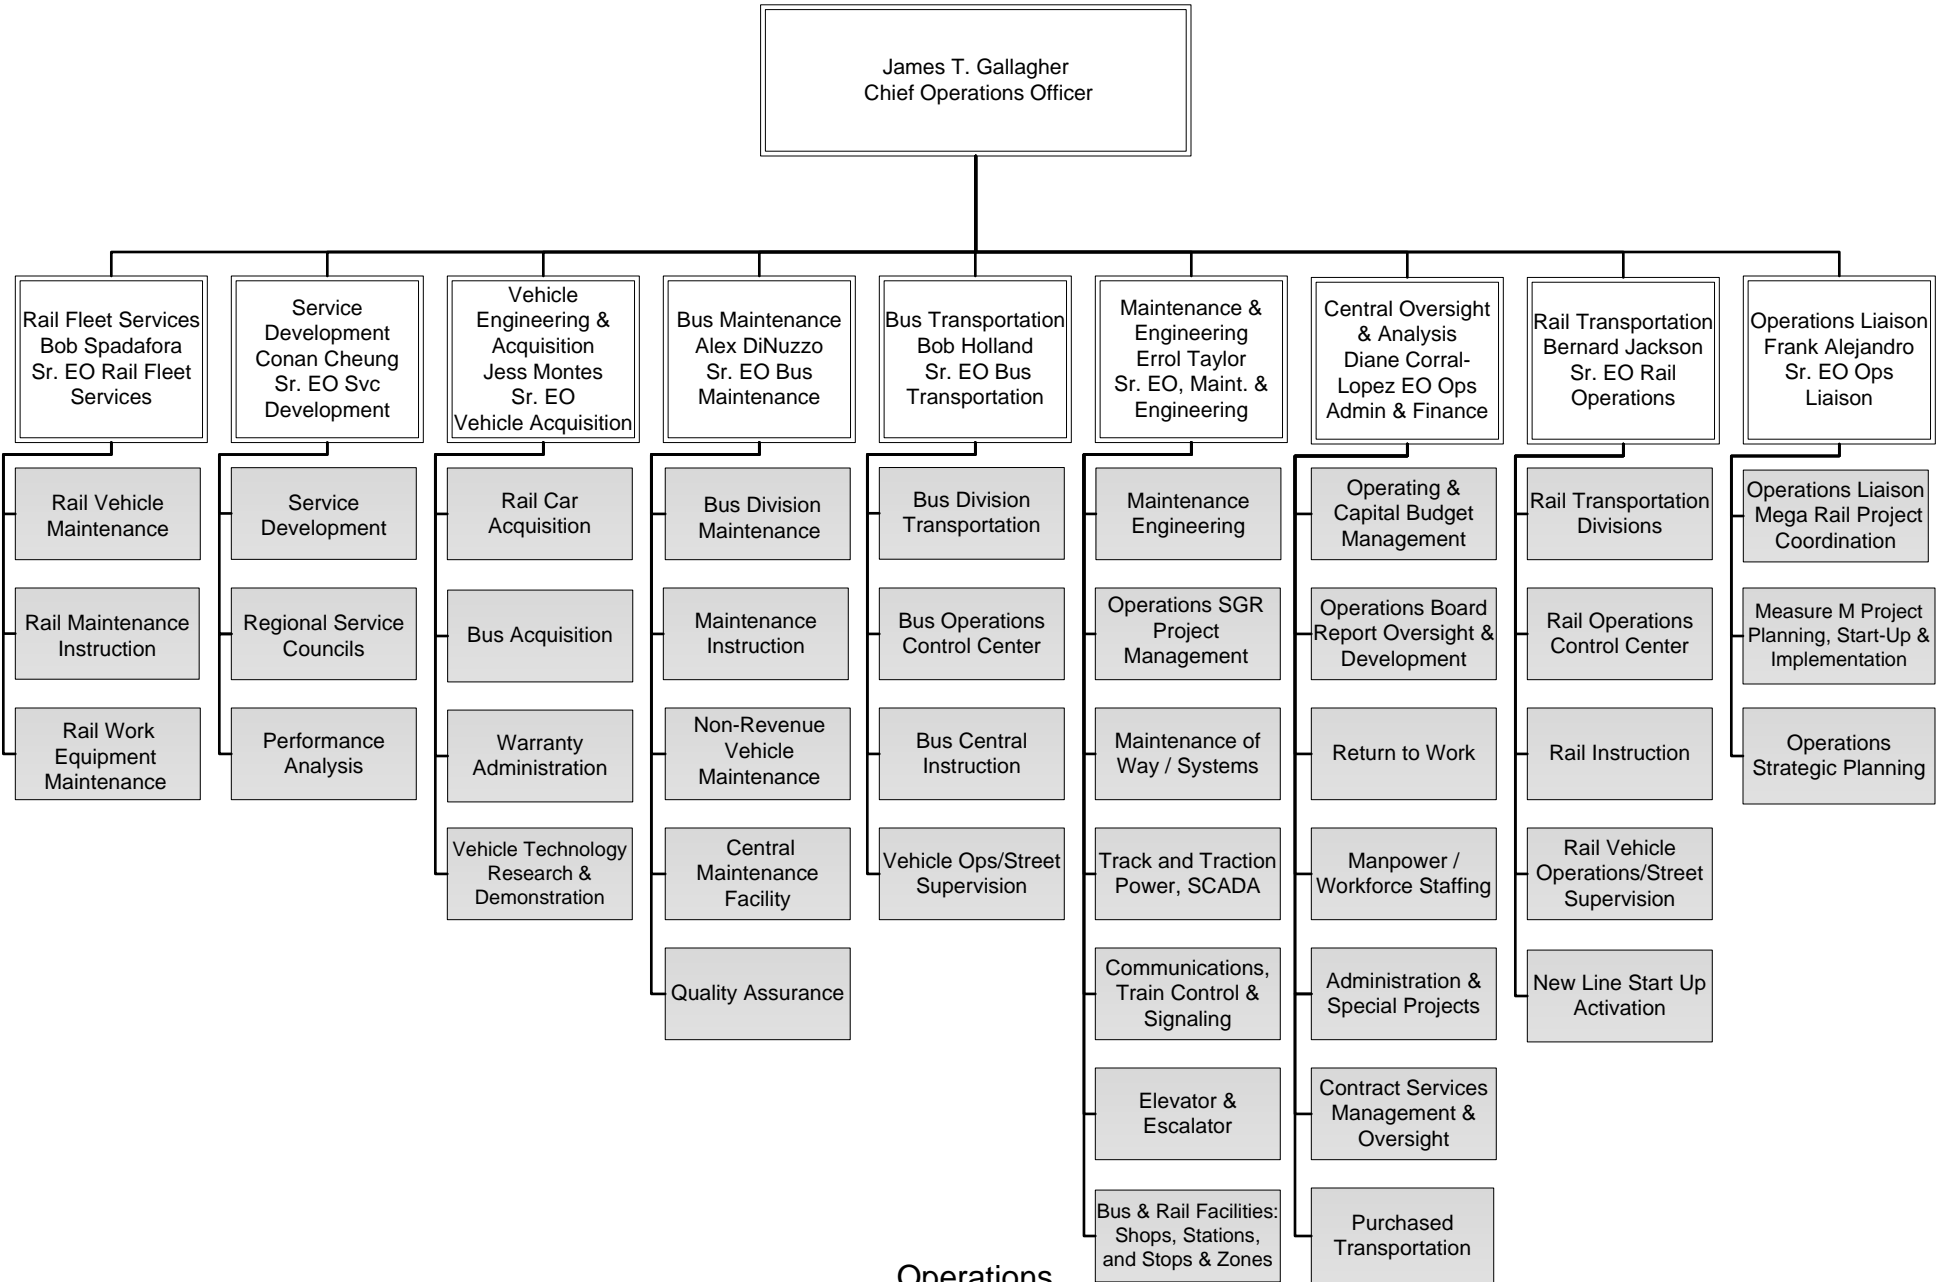 James T. Gallagher
Chief Operations Officer
Rail Fleet Services
Bob Spadafora
Sr. EO Rail Fleet
Services
Service
Development
Conan Cheung
Sr. EO Svc
Development
Vehicle
Engineering &
Acquisition
Jess Montes
Sr. EO
Vehicle Acquisition
Bus Maintenance
Alex DiNuzzo
Sr. EO Bus
Maintenance
Bus Transportation
Bob Holland
Sr. EO Bus
Transportation
Maintenance &
Engineering
Errol Taylor
Sr. EO, Maint. &
Engineering
Central Oversight
& Analysis
Diane Corral-
Lopez EO Ops
Admin & Finance
Rail Transportation
Bernard Jackson
Sr. EO Rail
Operations
Operations Liaison
Frank Alejandro
Sr. EO Ops
Liaison
Rail Vehicle
Maintenance
Rail Maintenance
Instruction
Rail Work
Equipment
Maintenance
Service
Development
Regional Service
Councils
Performance
Analysis
Rail Car
Acquisition
Bus Acquisition
Warranty
Administration
Vehicle Technology
Research &
Demonstration
Bus Division
Maintenance
Maintenance
Instruction
Non-Revenue
Vehicle
Maintenance
Central
Maintenance
Facility
Quality Assurance
Bus Division
Transportation
Bus Operations
Control Center
Bus Central
Instruction
Vehicle Ops/Street
Supervision
Maintenance
Engineering
Operations SGR
Project
Management
Maintenance of
Way / Systems
Track and Traction
Power, SCADA
Communications,
Train Control &
Signaling
Elevator &
Escalator
Bus & Rail Facilities:
Shops, Stations,
and Stops & Zones
Operating &
Capital Budget
Management
Operations Board
Report Oversight &
Development
Return to Work
Manpower /
Workforce Staffing
Administration &
Special Projects
Contract Services
Management &
Oversight
Purchased
Transportation
Rail Transportation
Divisions
Rail Operations
Control Center
Rail Instruction
Rail Vehicle
Operations/Street
Supervision
New Line Start Up
Activation
Operations Liaison
Mega Rail Project
Coordination
Measure M Project
Planning, Start-Up &
Implementation
Operations
Strategic Planning
Operations